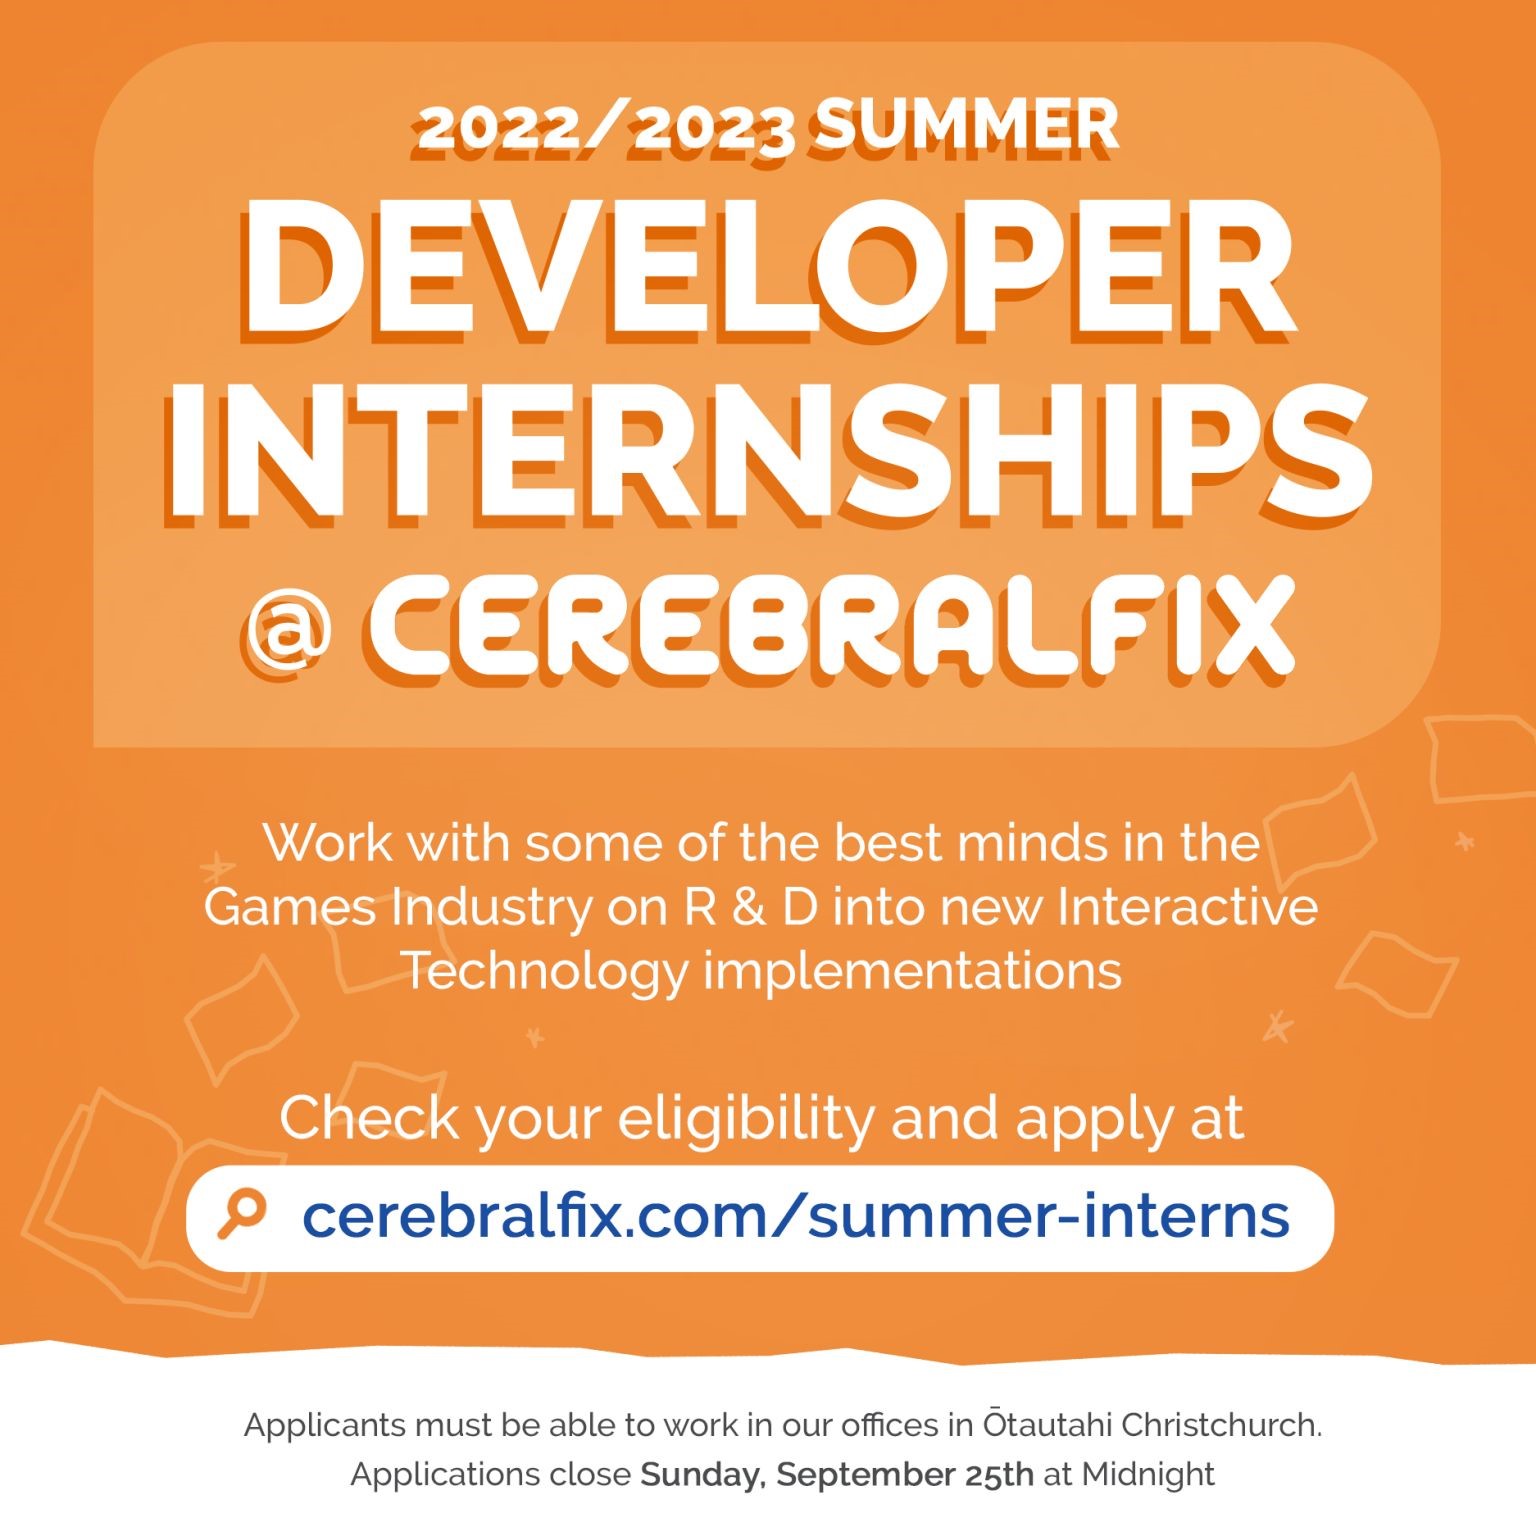 2022/2023 SUMMER
DEVELOPER
INTERNSHIPS
@ CEREBRALFIX
Work with some of the best minds in the
Games Industry on R & D into new Interactive
Technology implementations
Check your eligibility and apply at
cerebralfix.com/summer-interns
Applicants must be able to work in our offices in Ōtautahi Christchurch.
Applications close Sunday, September 25th at Midnight